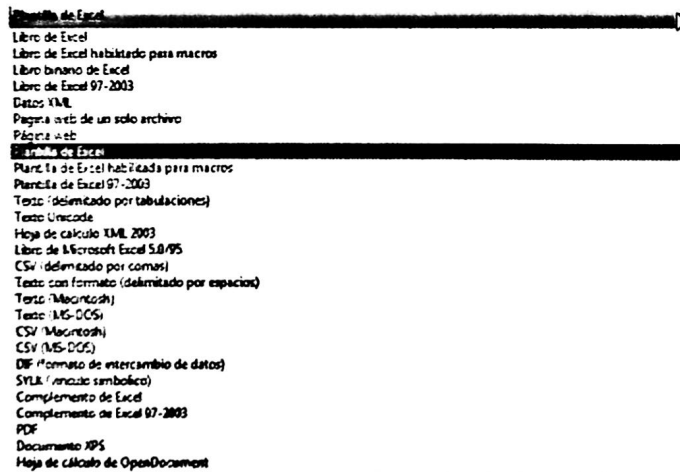 Plantilla de Excel
Libro de Excel
Libro de Excel habilitado para macros
Libro binario de Excel
Libro de Excel 97-2003
Datos XML
Página web de un solo archivo
Página web
Plantilla de Excel
Plantilla de Excel habilitada para macros
Plantilla de Excel 97-2003
Texto (delimitado por tabulaciones)
Texto Unicode
Hoja de cálculo XML 2003
Libro de Microsoft Excel 5.0/95
CSV (delimitado por comas)
Texto con formato (delimitado por espacios)
Texto (Macintosh)
Texto (MS-DOS)
CSV (Macintosh)
CSV (MS-DOS)
DIF (formato de intercambio de datos)
SYLK (vínculo simbólico)
Complemento de Excel
Complemento de Excel 97-2003
PDF
Documento XPS
Hoja de cálculo de OpenDocument